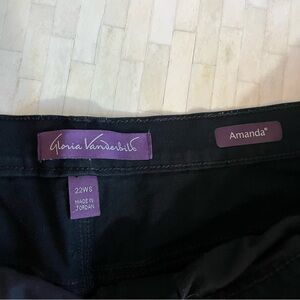 Gloria Vanderbilt
Amanda®
22WS
MADE IN
JORDAN